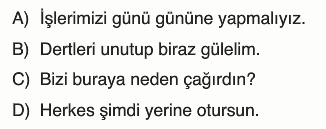 A) İşlerimizi günü gününe yapmalıyız.
B) Dertleri unutup biraz gülelim.
C) Bizi buraya neden çağırdın?
D) Herkes şimdi yerine otursun.